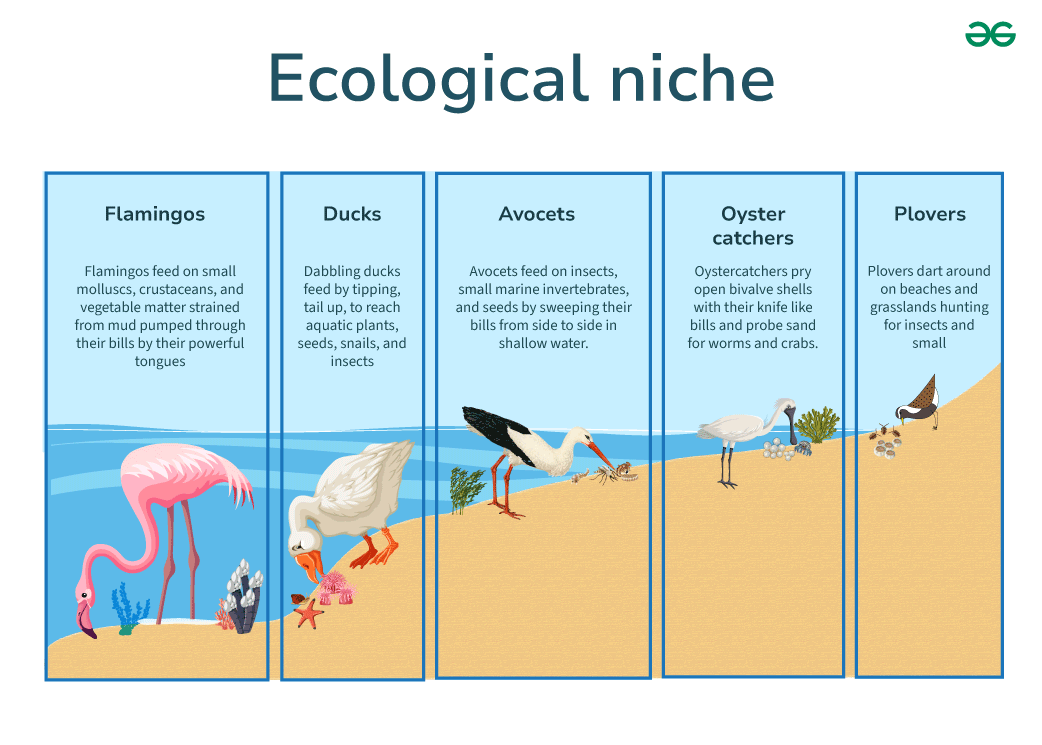 Ecological niche
Flamingos
Flamingos feed on small
molluscs, crustaceans, and
vegetable matter strained
from mud pumped through
their bills by their powerful
tongues
Ducks
Dabbling ducks
feed by tipping,
tail up, to reach
aquatic plants,
seeds, snails, and
insects
Avocets
Avocets feed on insects,
small marine invertebrates,
and seeds by sweeping their
bills from side to side in
shallow water.
Oyster
catchers
Oystercatchers pry
open bivalve shells
with their knife like
bills and probe sand
for worms and crabs.
Plovers
Plovers dart around
on beaches and
grasslands hunting
for insects and
small